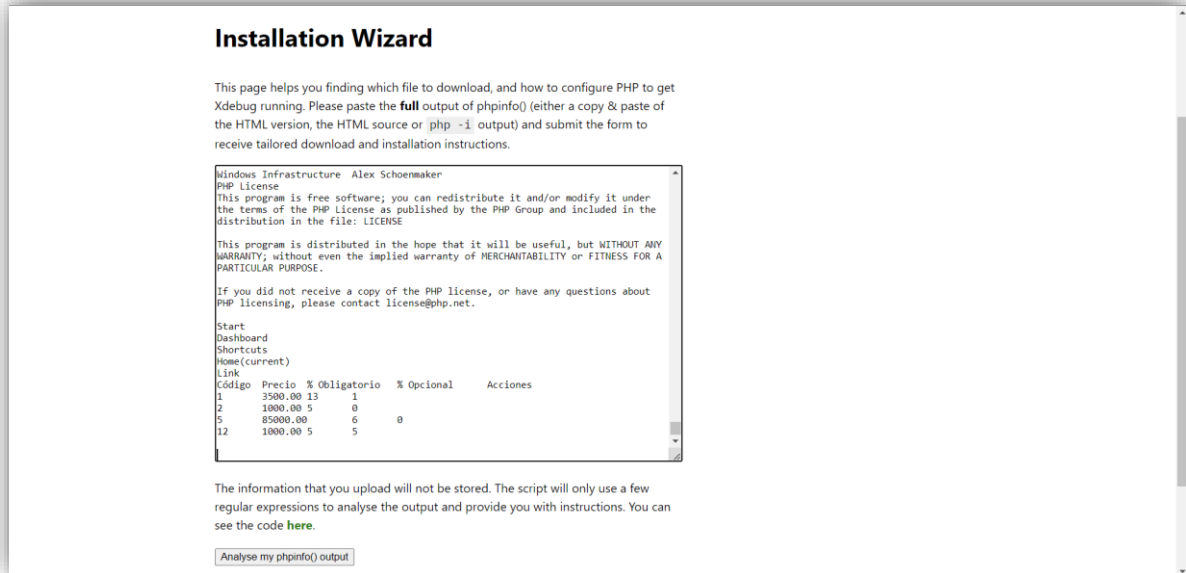 Installation Wizard
This page helps you finding which file to download, and how to configure PHP to get
Xdebug running. Please paste the full output of phpinfo() (either a copy & paste of
the HTML version, the HTML source or php -i output) and submit the form to
receive tailored download and installation instructions.
Windows Infrastructure  Alex Schoenmaker
PHP License
This program is free software; you can redistribute it and/or modify it under
the terms of the PHP License as published by the PHP Group and included in the
distribution in the file: LICENSE
This program is distributed in the hope that it will be useful, but WITHOUT ANY
WARRANTY; without even the implied warranty of MERCHANTABILITY or FITNESS FOR A
PARTICULAR PURPOSE.
If you did not receive a copy of the PHP license, or have any questions about
PHP licensing, please contact license@php.net.
Start
Dashboard
Shortcuts
Home(current)
Link
Código Precio % Obligatorio % Opcional Acciones
1 3500.00 13 1
2 1000.00 5 0
5 85000.00 6 0
12 1000.00 5 5
The information that you upload will not be stored. The script will only use a few
regular expressions to analyse the output and provide you with instructions. You can
see the code here.
Analyse my phpinfo() output